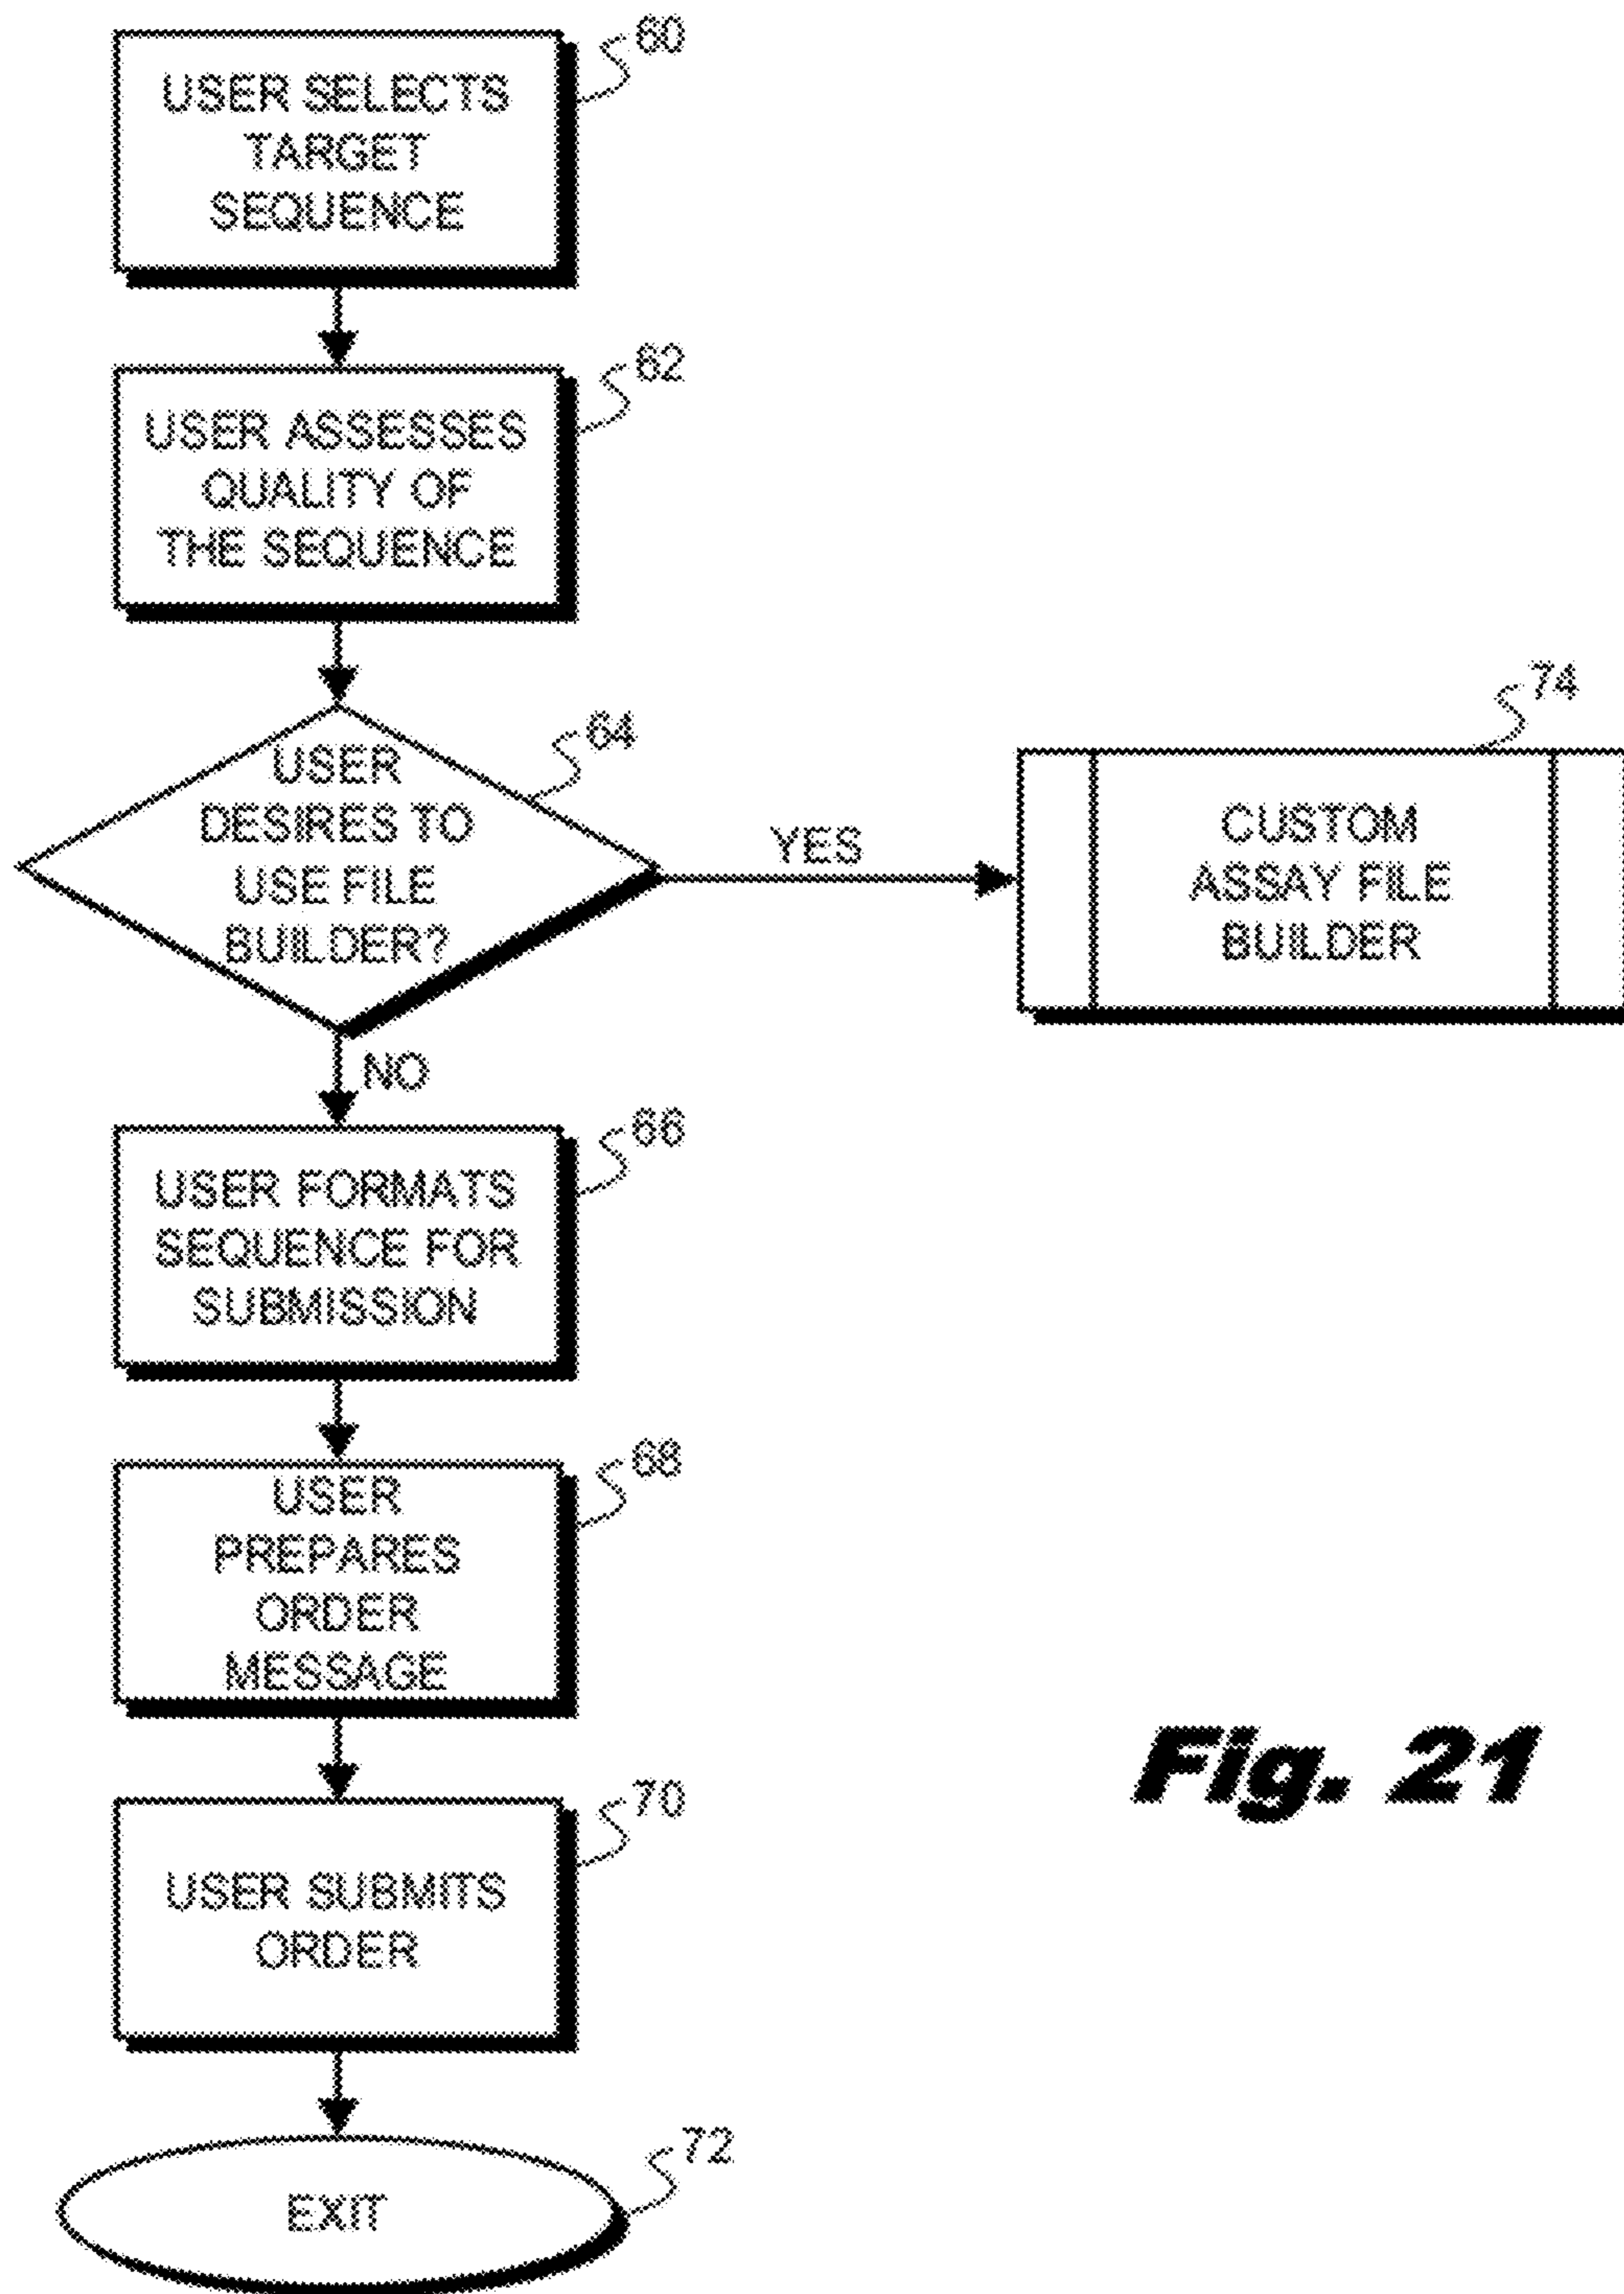 60
USER SELECTS
TARGET
SEQUENCE
62
USER ASSESSES
QUALITY OF
THE SEQUENCE
64
USER
DESIRES TO
USE FILE
BUILDER?
YES
74
CUSTOM
ASSAY FILE
BUILDER
NO
66
USER FORMATS
SEQUENCE FOR
SUBMISSION
68
USER
PREPARES
ORDER
MESSAGE
70
USER SUBMITS
ORDER
72
EXIT
Fig. 21